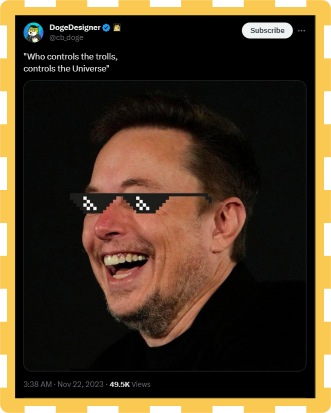 DogeDesigner
@cb_doge
Subscribe
"Who controls the trolls,
controls the Universe"
3:38 AM · Nov 22, 2023 · 49.5K Views